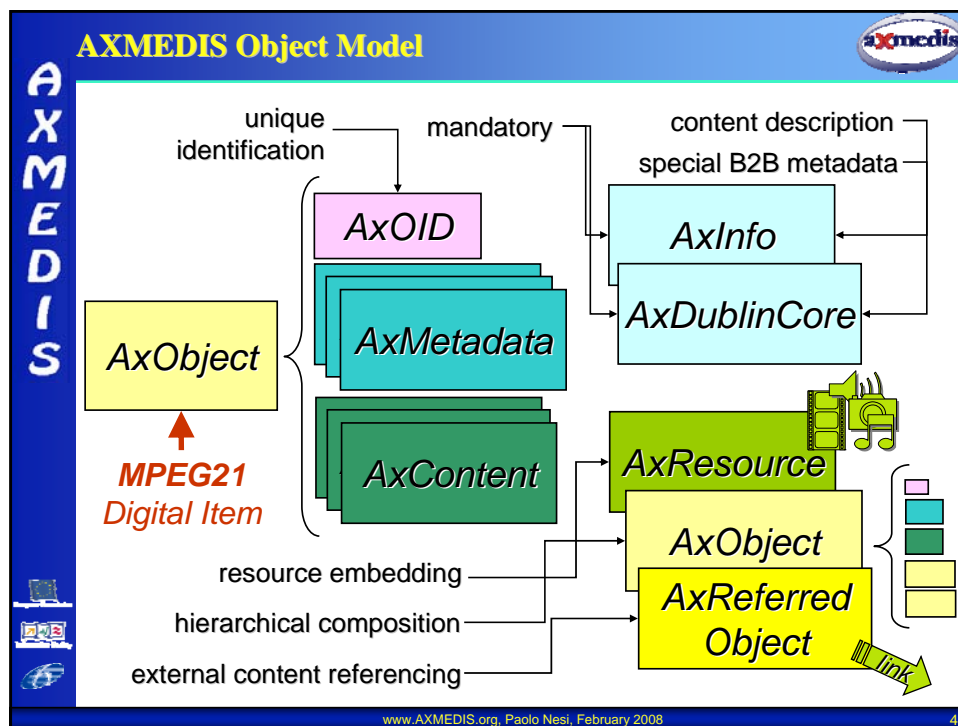 AXMEDIS Object Model
axmedis
AXMEDIS
unique
identification
mandatory
content description
special B2B metadata
AxOID
AxInfo
AxDublinCore
AxMetadata
AxObject
MPEG21
Digital Item
AxContent
AxResource
AxObject
AxReferred
Object
link
resource embedding
hierarchical composition
external content referencing
www.AXMEDIS.org, Paolo Nesi, February 2008
4